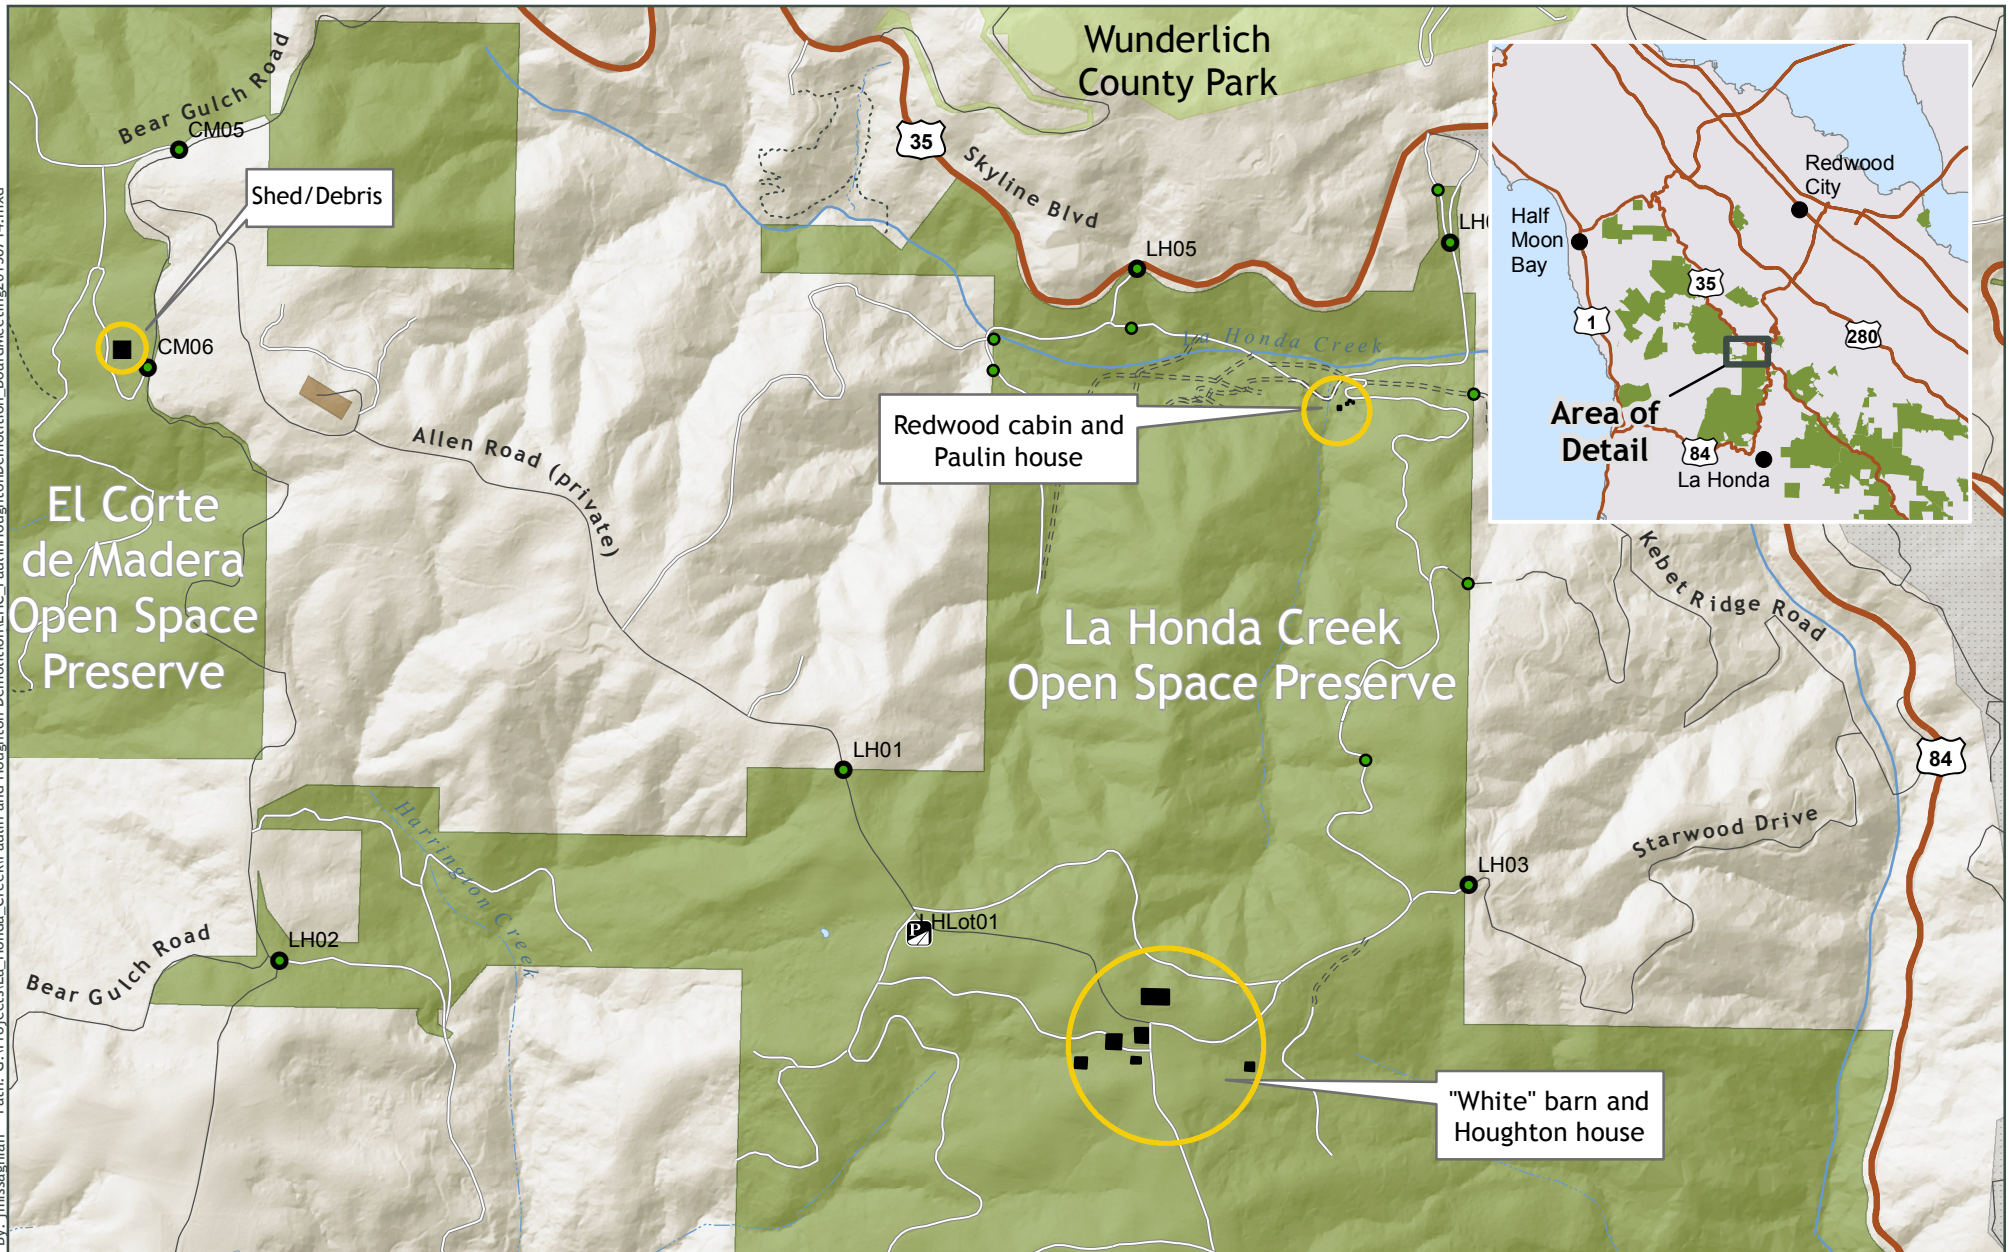 Wunderlich
County Park
Bear Gulch Road
CM05
Shed/Debris
35
Skyline Blvd
LH05
La Honda Creek
CM06
Redwood cabin and
Paulin house
Allen Road (private)
El Corte
de Madera
Open Space
Preserve
La Honda Creek
Open Space Preserve
Redwood
City
Half
Moon
Bay
35
1
280
Area of
Detail
84
La Honda
Kebet Ridge Road
84
LH01
Harrington Creek
Starwood Drive
LH03
LHLot01
P
LH02
Bear Gulch Road
"White" barn and
Houghton house